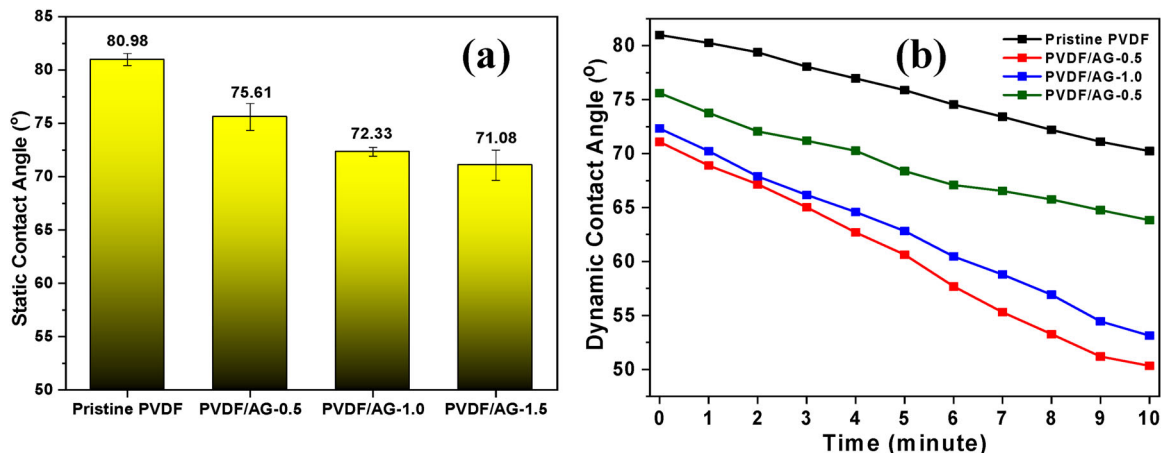 (a)
Static Contact Angle (º)
85
80
75
70
65
60
55
50
80.98
75.61
72.33
71.08
Pristine PVDF
PVDF/AG-0.5
PVDF/AG-1.0
PVDF/AG-1.5
(b)
Dynamic Contact Angle (º)
80
75
70
65
60
55
50
Pristine PVDF
PVDF/AG-0.5
PVDF/AG-1.0
PVDF/AG-0.5
0 1 2 3 4 5 6 7 8 9 10
Time (minute)